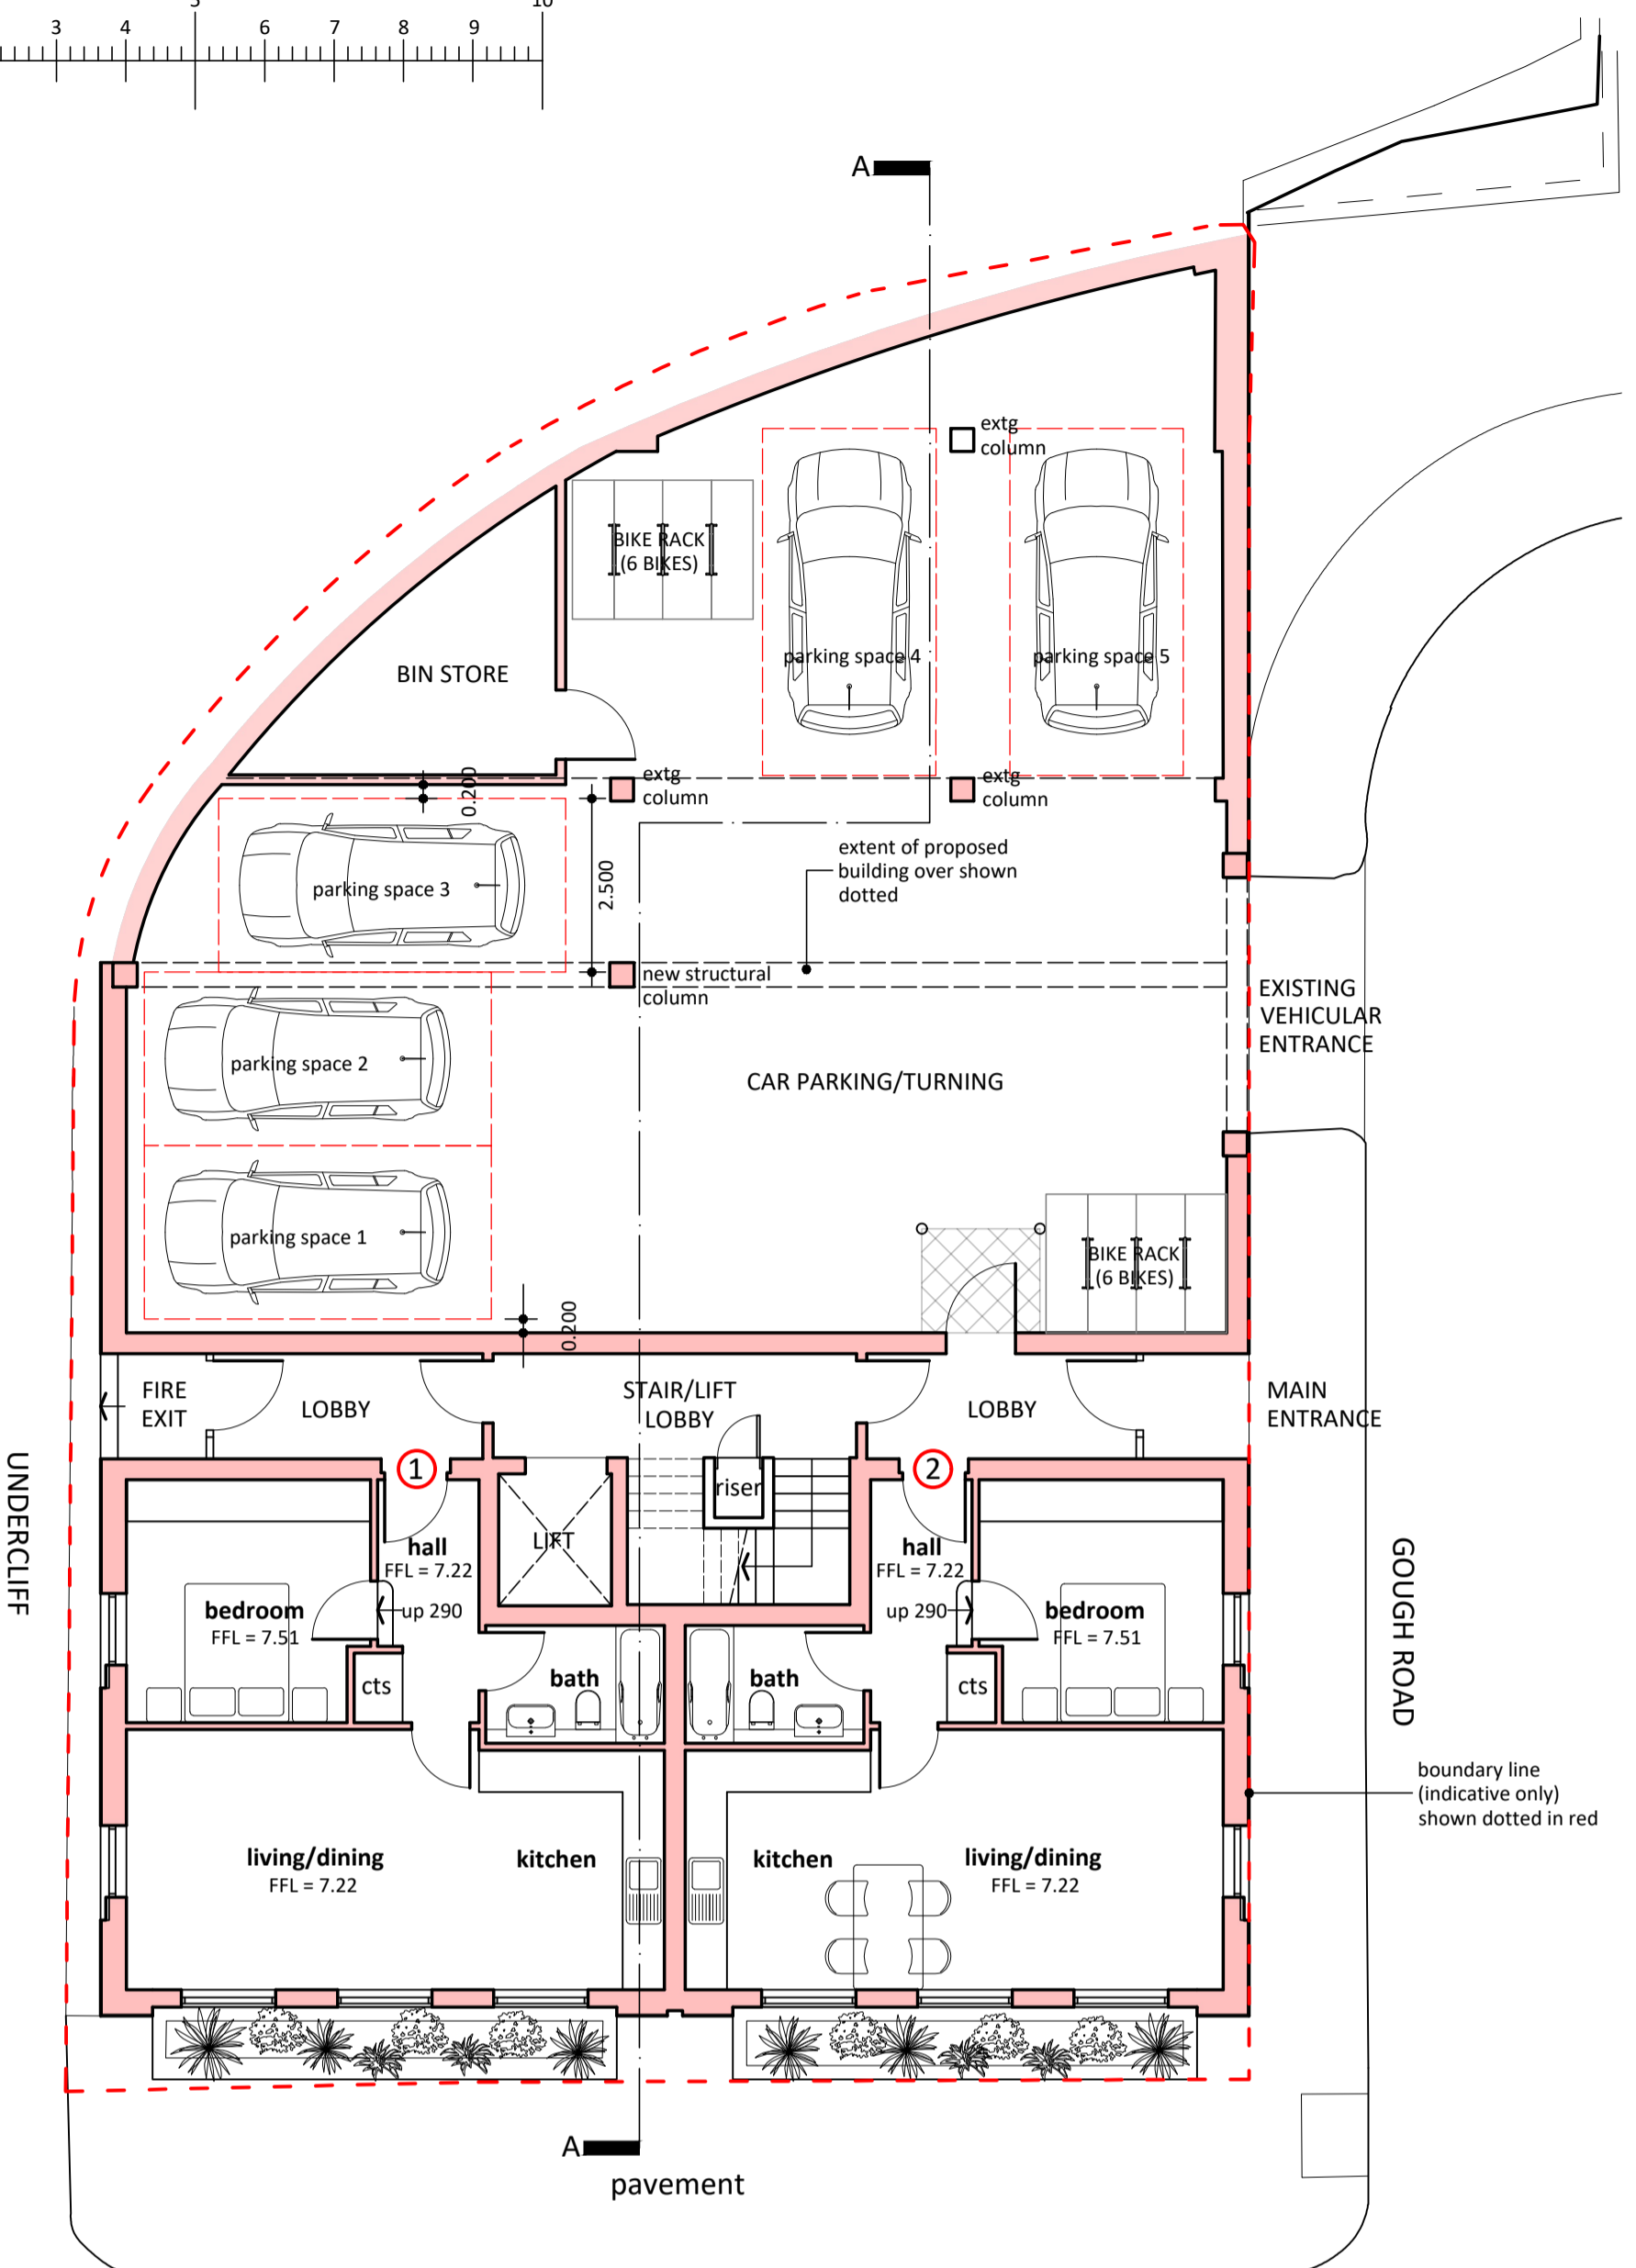 5
10
3
4
6
7
8
9
A
extg
column
BIKE RACK
(6 BIKES)
parking space 4
parking space 5
BIN STORE
0.200
extg
column
extg
column
extent of proposed
building over shown
dotted
parking space 3
2.500
new structural
column
EXISTING
VEHICULAR
ENTRANCE
parking space 2
CAR PARKING/TURNING
parking space 1
BIKE RACK
(6 BIKES)
0.200
FIRE
EXIT
LOBBY
STAIR/LIFT
LOBBY
LOBBY
MAIN
ENTRANCE
UNDERCLIFF
1
2
riser
LIFT
hall
FFL = 7.22
hall
FFL = 7.22
bedroom
FFL = 7.51
up 290
up 290
bedroom
FFL = 7.51
GOUGH ROAD
cts
bath
bath
cts
boundary line
(indicative only)
shown dotted in red
living/dining
FFL = 7.22
kitchen
kitchen
living/dining
FFL = 7.22
A
pavement